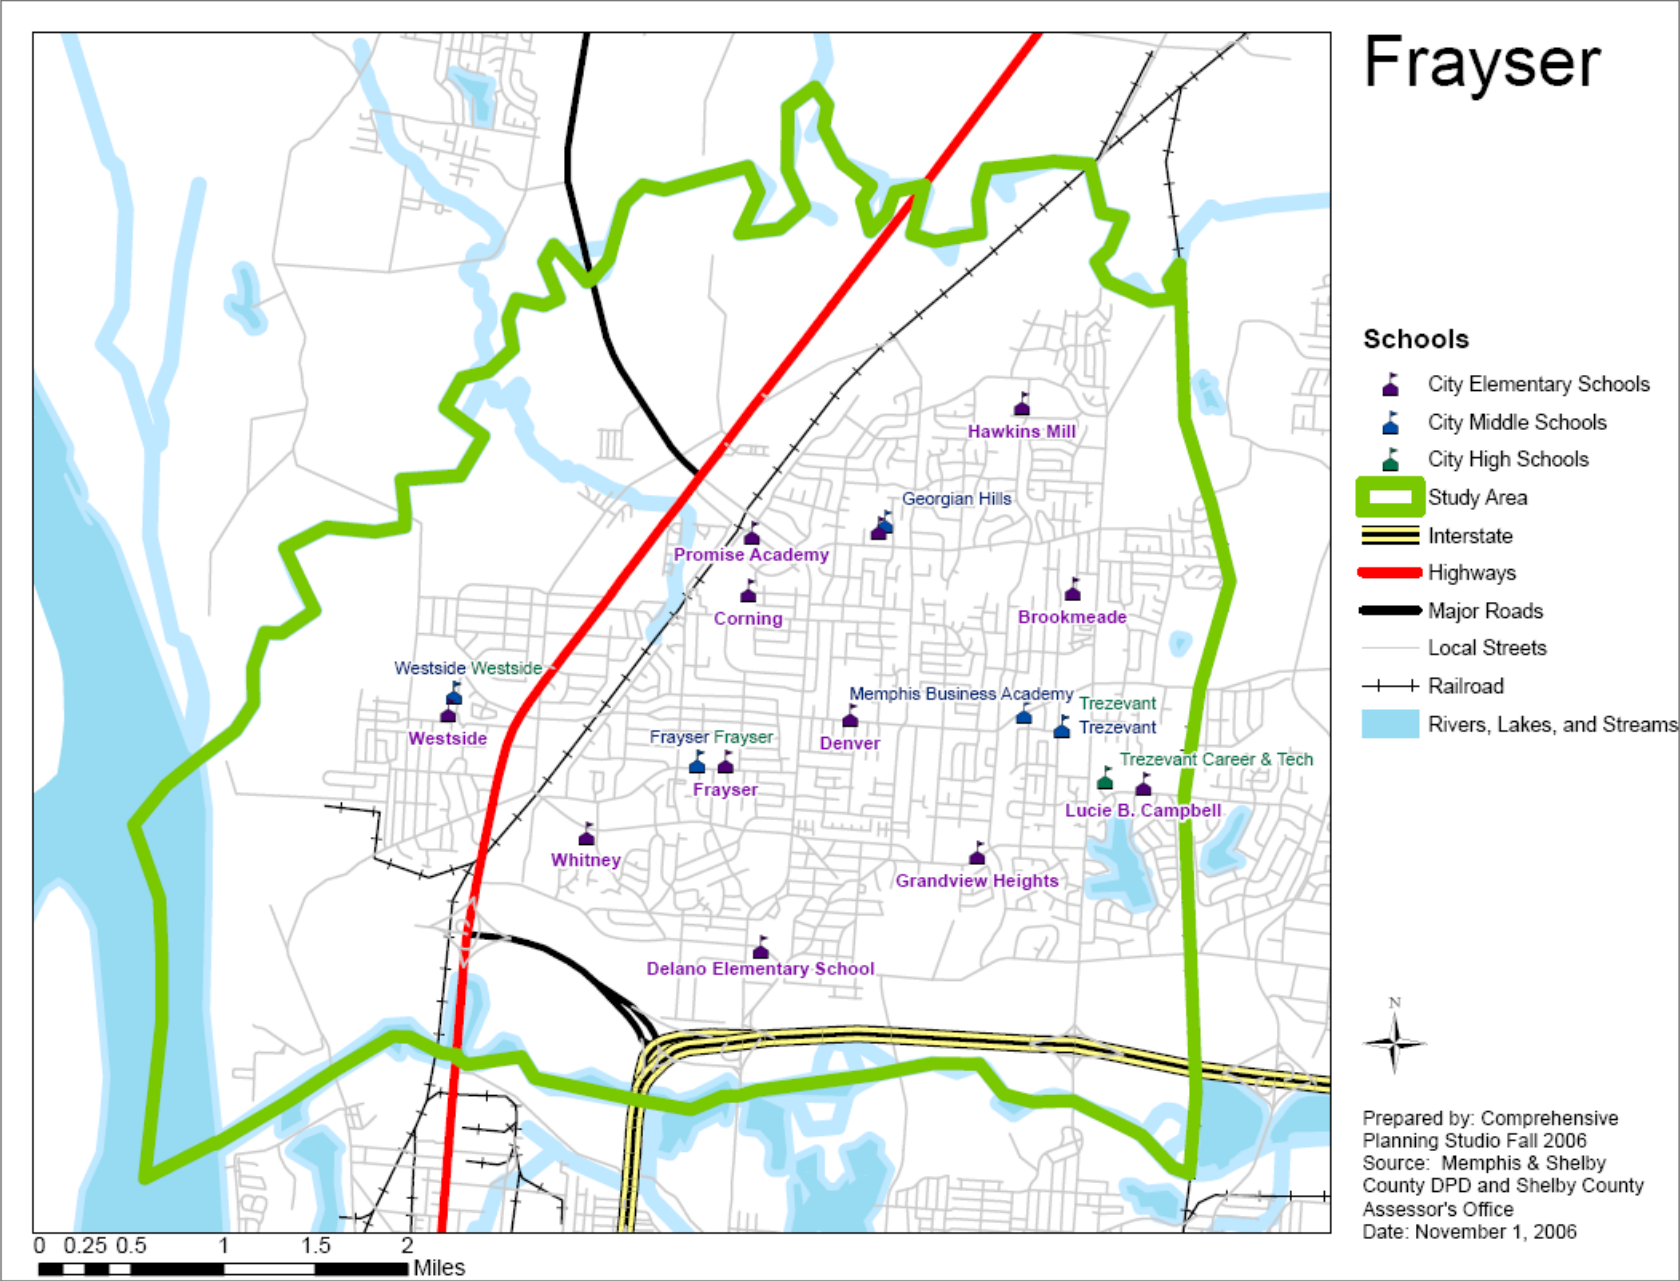 Frayser
Schools
City Elementary Schools
City Middle Schools
City High Schools
Study Area
Interstate
Highways
Major Roads
Local Streets
Railroad
Rivers, Lakes, and Streams
Hawkins Mill
Georgian Hills
Promise Academy
Corning
Brookmeade
Westside Westside
Westside
Memphis Business Academy
Trezevant
Trezevant
Denver
Frayser Frayser
Frayser
Trezevant Career & Tech
Lucie B. Campbell
Whitney
Grandview Heights
Delano Elementary School
N
Prepared by: Comprehensive
Planning Studio Fall 2006
Source: Memphis & Shelby
County DPD and Shelby County
Assessor's Office
Date: November 1, 2006
0 0.25 0.5 1 1.5 2
Miles